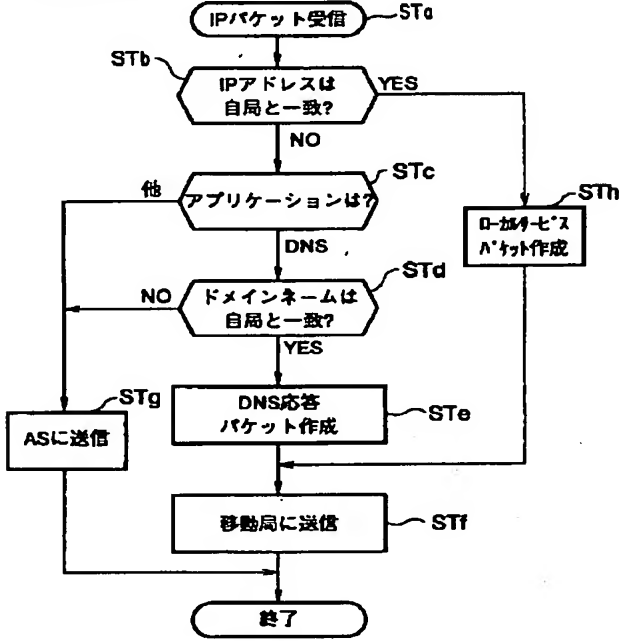 IPパケット受信
STa
STb
IPアドレスは
自局と一致?
YES
NO
STc
アプリケーションは?
他
STh
ローカルサービス
パケット作成
DNS
STd
ドメインネームは
自局と一致?
NO
YES
STg
ASに送信
DNS応答
パケット作成
STe
移動局に送信
STf
終了